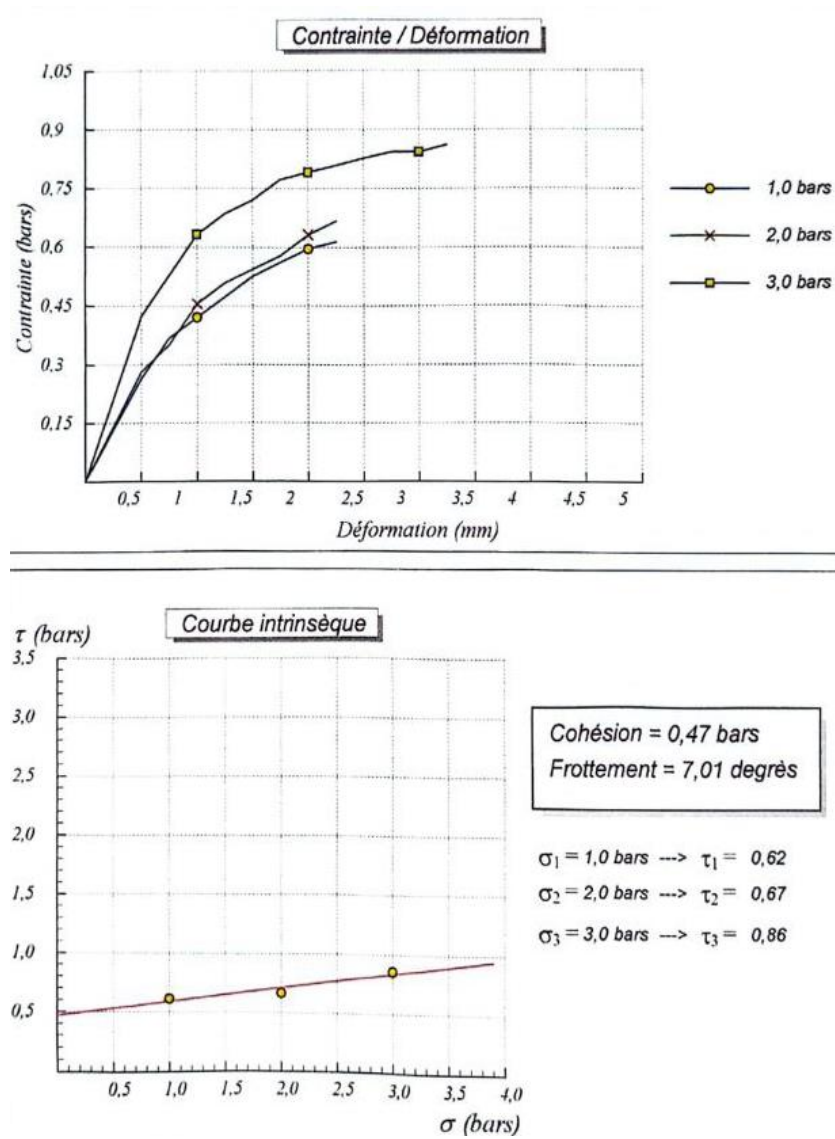 Contrainte / Déformation
Contrainte (bars)
1.05
0,9
0.75
0.6
0.45
0.3
0.15
0,5 1 1,5 2 2,5 3 3,5 4 4,5 5
Déformation (mm)
1,0 bars
2,0 bars
3,0 bars
Courbe intrinsèque
τ (bars)
3,5
3,0
2,5
2,0
1,5
1,0
0,5
0,5 1,0 1,5 2,0 2,5 3,0 3,5 4,0
σ (bars)
Cohésion = 0,47 bars
Frottement = 7,01 degrès
σ1 = 1,0 bars ---> τ1 = 0,62
σ2 = 2,0 bars ---> τ2 = 0,67
σ3 = 3,0 bars ---> τ3 = 0,86